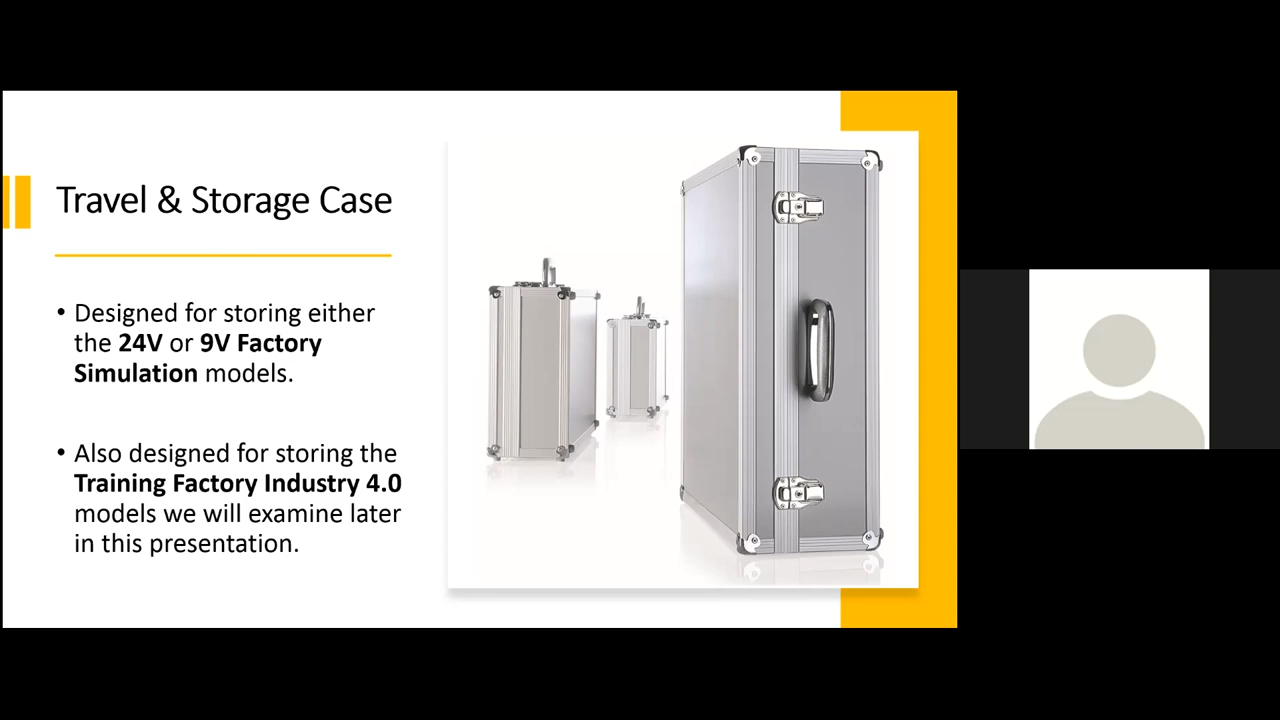 Travel & Storage Case
• Designed for storing either
the 24V or 9V Factory
Simulation models.
• Also designed for storing the
Training Factory Industry 4.0
models we will examine later
in this presentation.